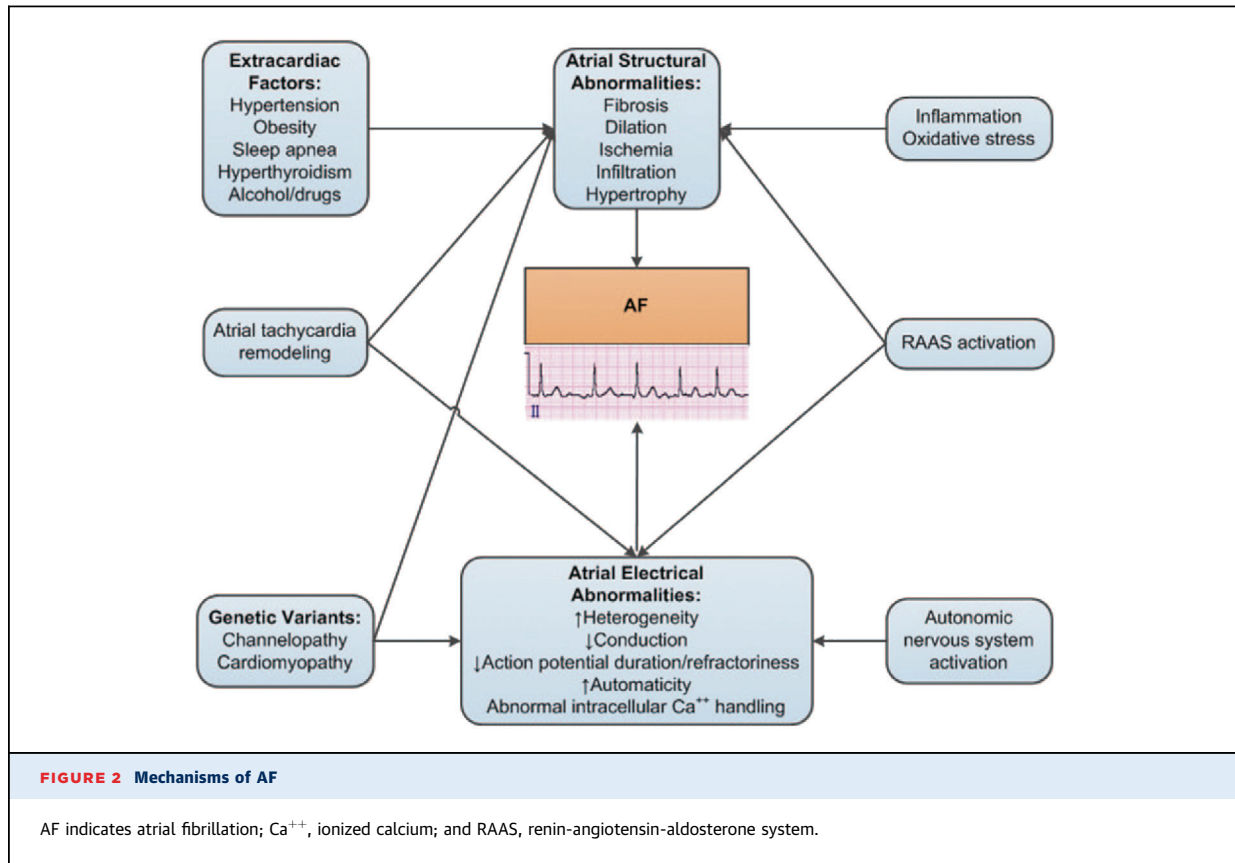 Extracardiac
Factors:
Hypertension
Obesity
Sleep apnea
Hyperthyroidism
Alcohol/drugs
Atrial Structural
Abnormalities:
Fibrosis
Dilation
Ischemia
Infiltration
Hypertrophy
Inflammation
Oxidative stress
AF
II
Atrial tachycardia
remodeling
RAAS activation
Genetic Variants:
Channelopathy
Cardiomyopathy
Atrial Electrical
Abnormalities:
↑Heterogeneity
↓Conduction
↓Action potential duration/refractoriness
↑Automaticity
Abnormal intracellular Ca⁺⁺ handling
Autonomic
nervous system
activation
FIGURE 2 Mechanisms of AF
AF indicates atrial fibrillation; Ca⁺⁺, ionized calcium; and RAAS, renin-angiotensin-aldosterone system.